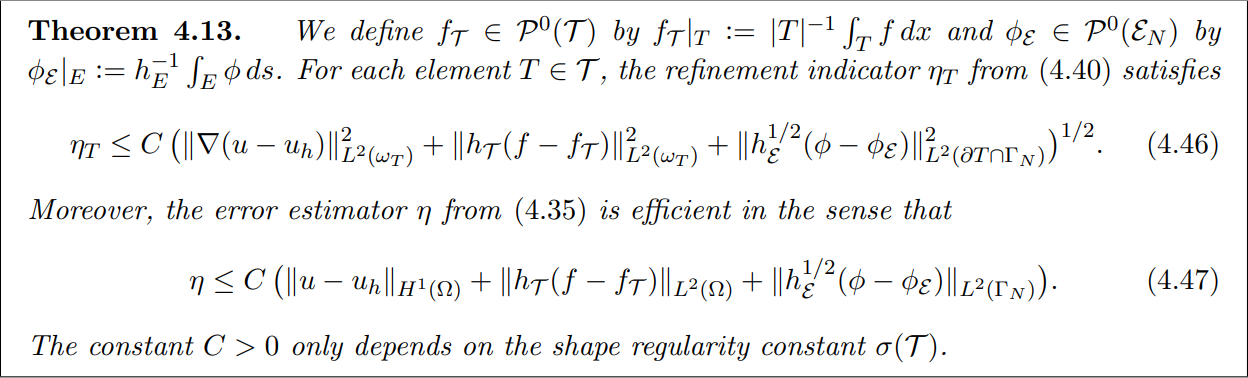 Theorem 4.13. We define $f_{\mathcal{T}} \in \mathcal{P}^0(\mathcal{T})$ by $f_{\mathcal{T}}|_T := |T|^{-1} \int_T f \, dx$ and $\phi_{\mathcal{E}} \in \mathcal{P}^0(\mathcal{E}_N)$ by
$\phi_{\mathcal{E}}|_E := h_E^{-1} \int_E \phi \, ds$. For each element $T \in \mathcal{T}$, the refinement indicator $\eta_T$ from (4.40) satisfies
$\eta_T \leq C \left( \|\nabla(u - u_h)\|_{L^2(\omega_T)}^2 + \|h_{\mathcal{T}}(f - f_{\mathcal{T}})\|_{L^2(\omega_T)}^2 + \|h_{\mathcal{E}}^{1/2}(\phi - \phi_{\mathcal{E}})\|_{L^2(\partial T \cap \Gamma_N)}^2 \right)^{1/2}.$ (4.46)
Moreover, the error estimator $\eta$ from (4.35) is efficient in the sense that
$\eta \leq C \left( \|u - u_h\|_{H^1(\Omega)} + \|h_{\mathcal{T}}(f - f_{\mathcal{T}})\|_{L^2(\Omega)} + \|h_{\mathcal{E}}^{1/2}(\phi - \phi_{\mathcal{E}})\|_{L^2(\Gamma_N)} \right).$ (4.47)
The constant $C > 0$ only depends on the shape regularity constant $\sigma(\mathcal{T})$.